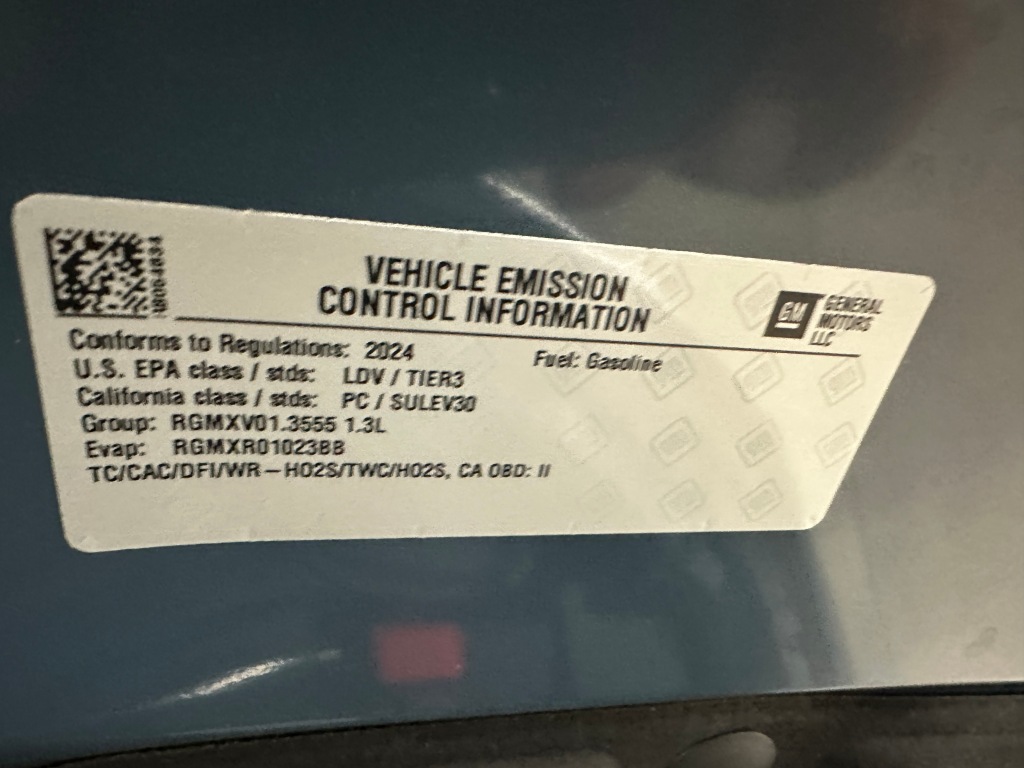 VEHICLE EMISSION
CONTROL INFORMATION
GM
GENERAL
MOTORS
LLC
Conforms to Regulations: 2024
Fuel: Gasoline
U.S. EPA class / stds: LDV / TIER3
California class / stds: PC / SULEV30
Group: RGMXV01.3555 1.3L
Evap: RGMXR0102388
TC/CAC/DFI/WR-HO2S/TWC/HO2S, CA OBD: II